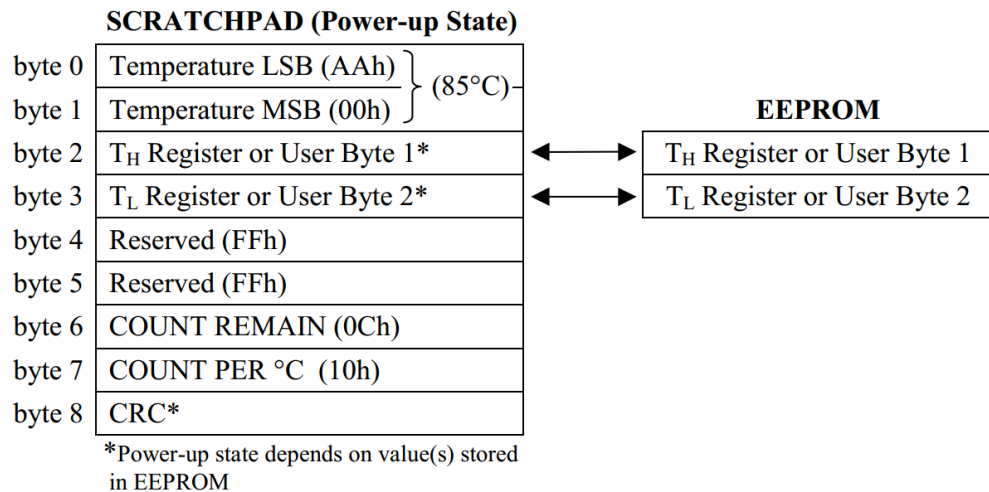 SCRATCHPAD (Power-up State)
byte 0 Temperature LSB (AAh)
(85°C)
byte 1 Temperature MSB (00h)
EEPROM
byte 2 TH Register or User Byte 1* TH Register or User Byte 1
byte 3 TL Register or User Byte 2* TL Register or User Byte 2
byte 4 Reserved (FFh)
byte 5 Reserved (FFh)
byte 6 COUNT REMAIN (0Ch)
byte 7 COUNT PER °C (10h)
byte 8 CRC*
*Power-up state depends on value(s) stored
in EEPROM